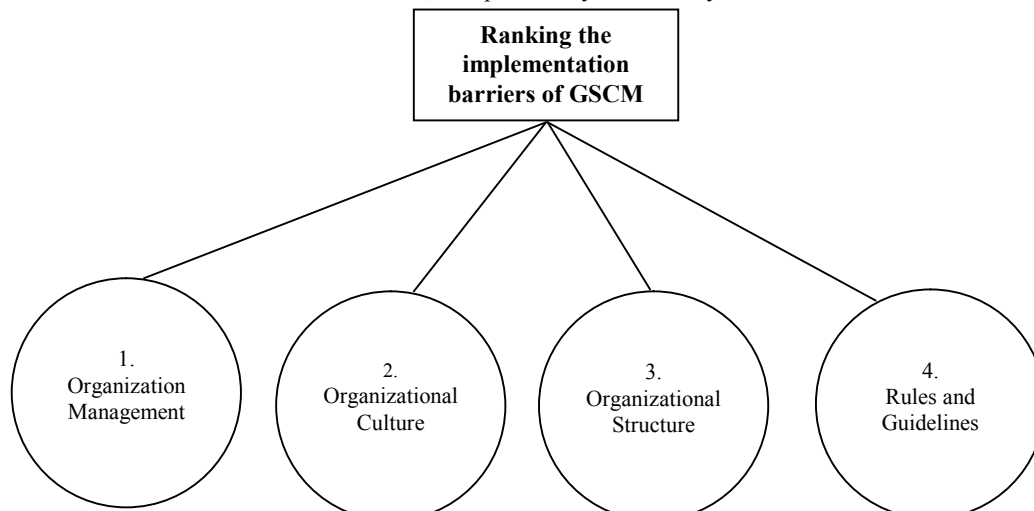 Ranking the
implementation
barriers of GSCM
1.
Organization
Management
2.
Organizational
Culture
3.
Organizational
Structure
4.
Rules and
Guidelines